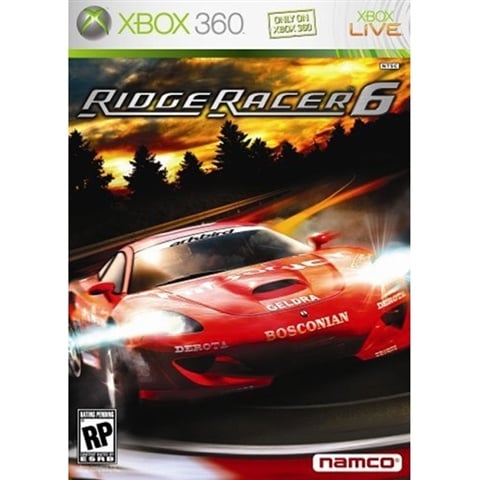 XBOX 360
ONLY ON
XBOX 360
XBOX
LIVE
NTSC
RIDGE RACER 6
arkbird
GELDRA
BOSCONIAN
DEROTA
DEROTA
RATING PENDING
RP
ESRB
namco